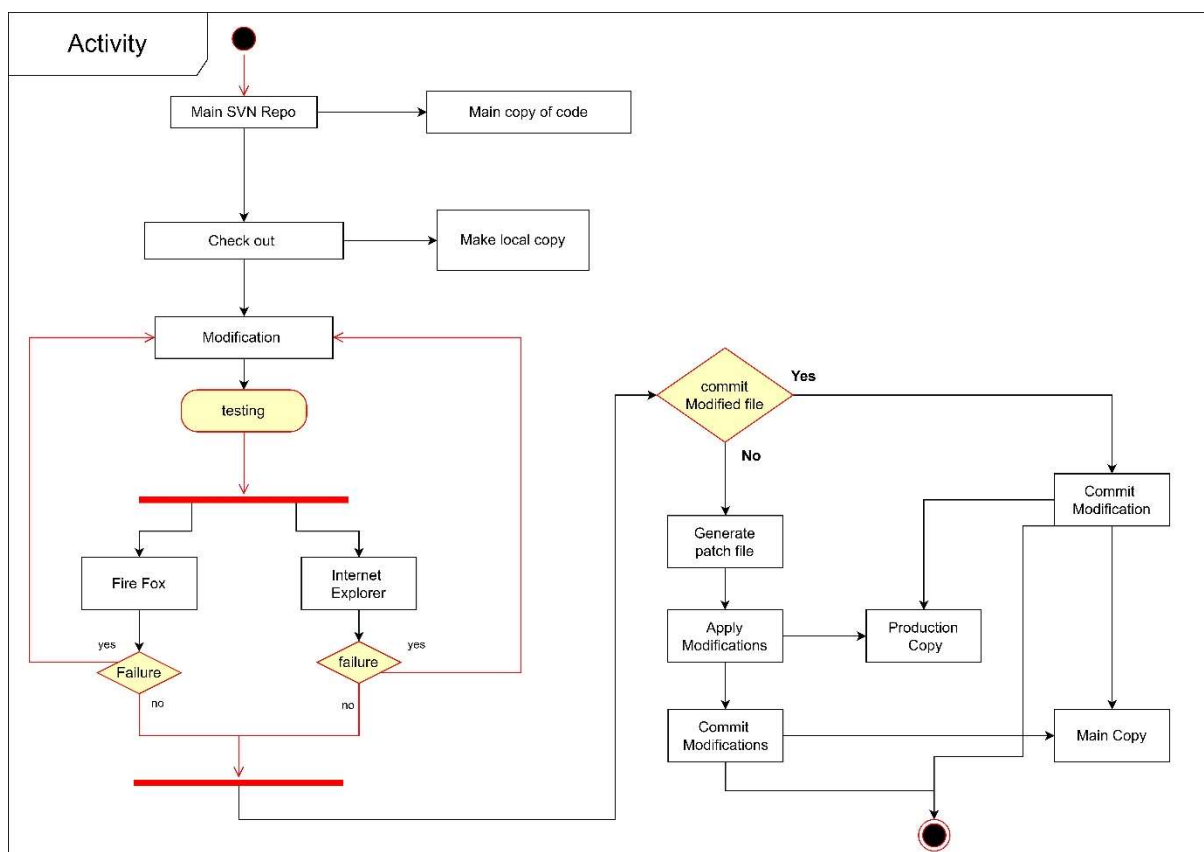 Activity
Main SVN Repo
Main copy of code
Check out
Make local copy
Modification
testing
Fire Fox
Internet
Explorer
yes
Failure
no
failure
yes
no
commit
Modified file
Yes
No
Commit
Modification
Generate
patch file
Apply
Modifications
Production
Copy
Commit
Modifications
Main Copy